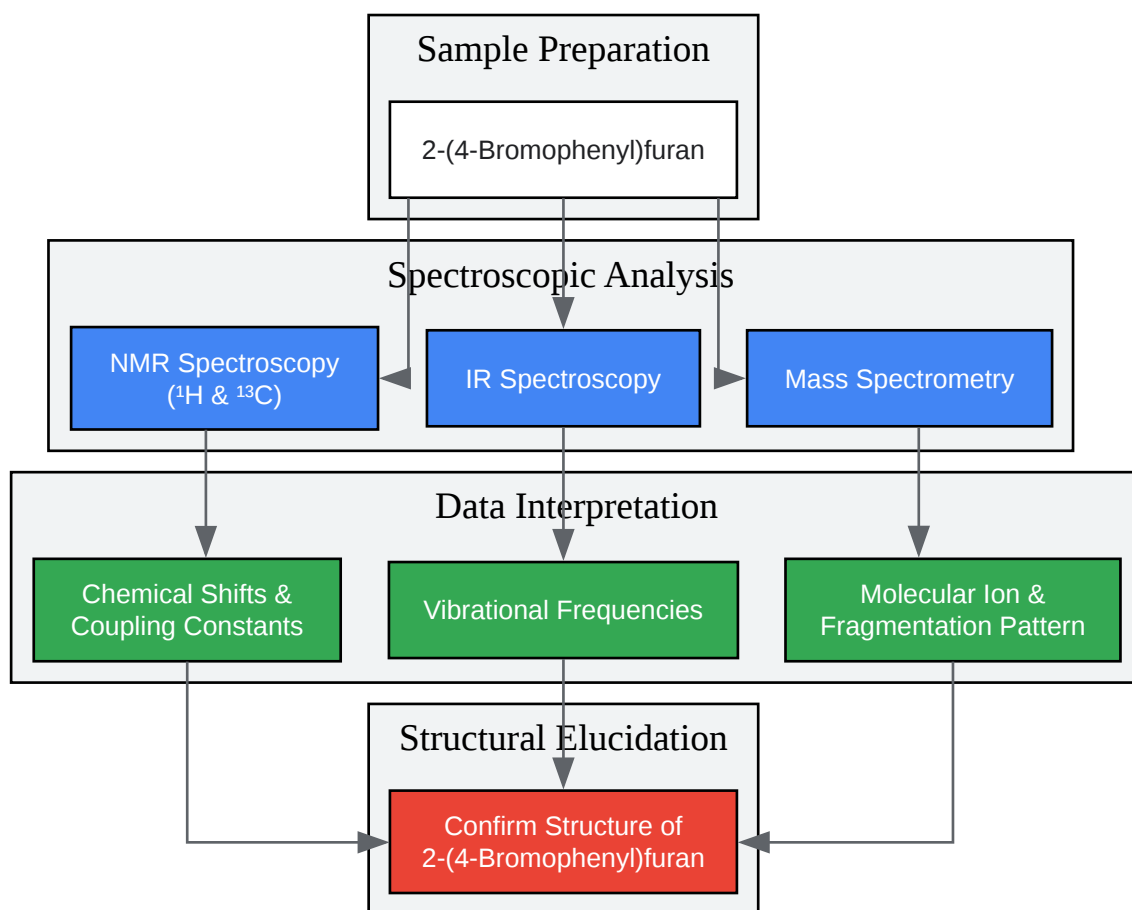 Sample Preparation
2-(4-Bromophenyl)furan
Spectroscopic Analysis
NMR Spectroscopy
(¹H & ¹³C)
IR Spectroscopy
Mass Spectrometry
Data Interpretation
Chemical Shifts &
Coupling Constants
Vibrational Frequencies
Molecular Ion &
Fragmentation Pattern
Structural Elucidation
Confirm Structure of
2-(4-Bromophenyl)furan